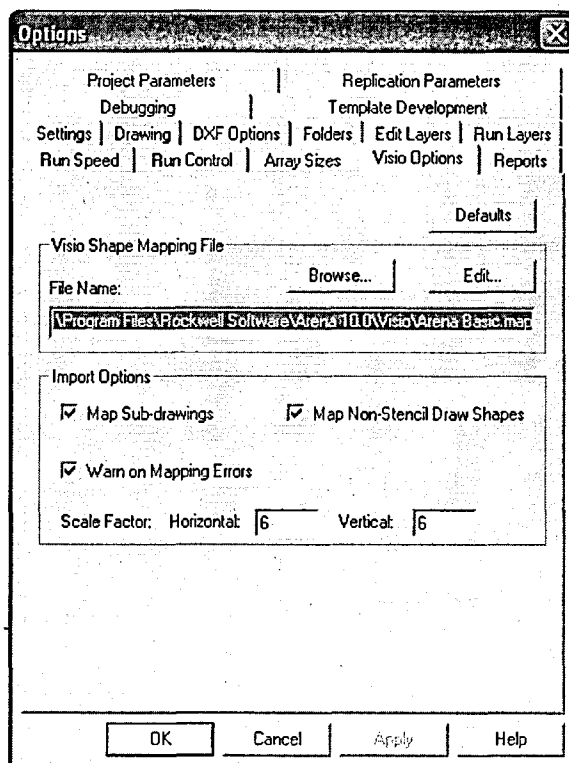 Options
Project Parameters | Replication Parameters
Debugging | Template Development
Settings | Drawing | DXF Options | Folders | Edit Layers | Run Layers
Run Speed | Run Control | Array Sizes Visio Options | Reports
Defaults
Visio Shape Mapping File
Browse... Edit...
File Name:
\Program Files\Rockwell Software\Arena 10.0\Visio\Arena Basic.map
Import Options
Map Sub-drawings Map Non-Stencil Draw Shapes
Warn on Mapping Errors
Scale Factor: Horizontal: 6 Vertical: 6
OK Cancel Apply Help